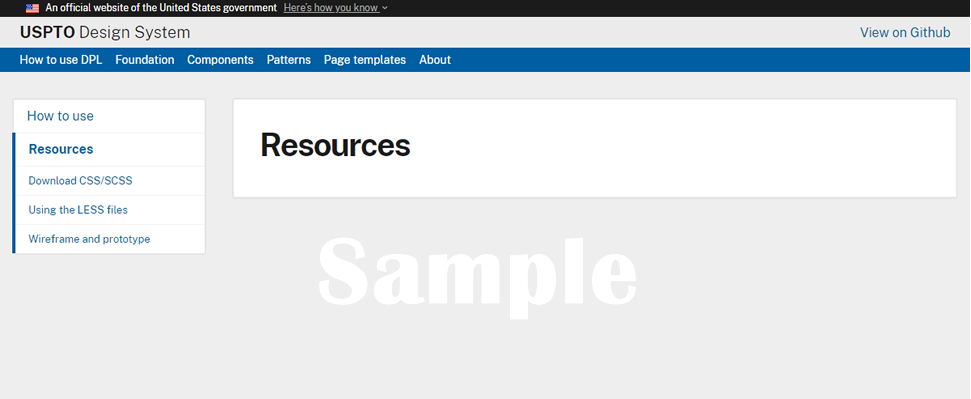 An official website of the United States government Here's how you know
USPTO Design System
View on Github
How to use DPL Foundation Components Patterns Page templates About
How to use
Resources
Download CSS/SCSS
Using the LESS files
Wireframe and prototype
Resources
Sample